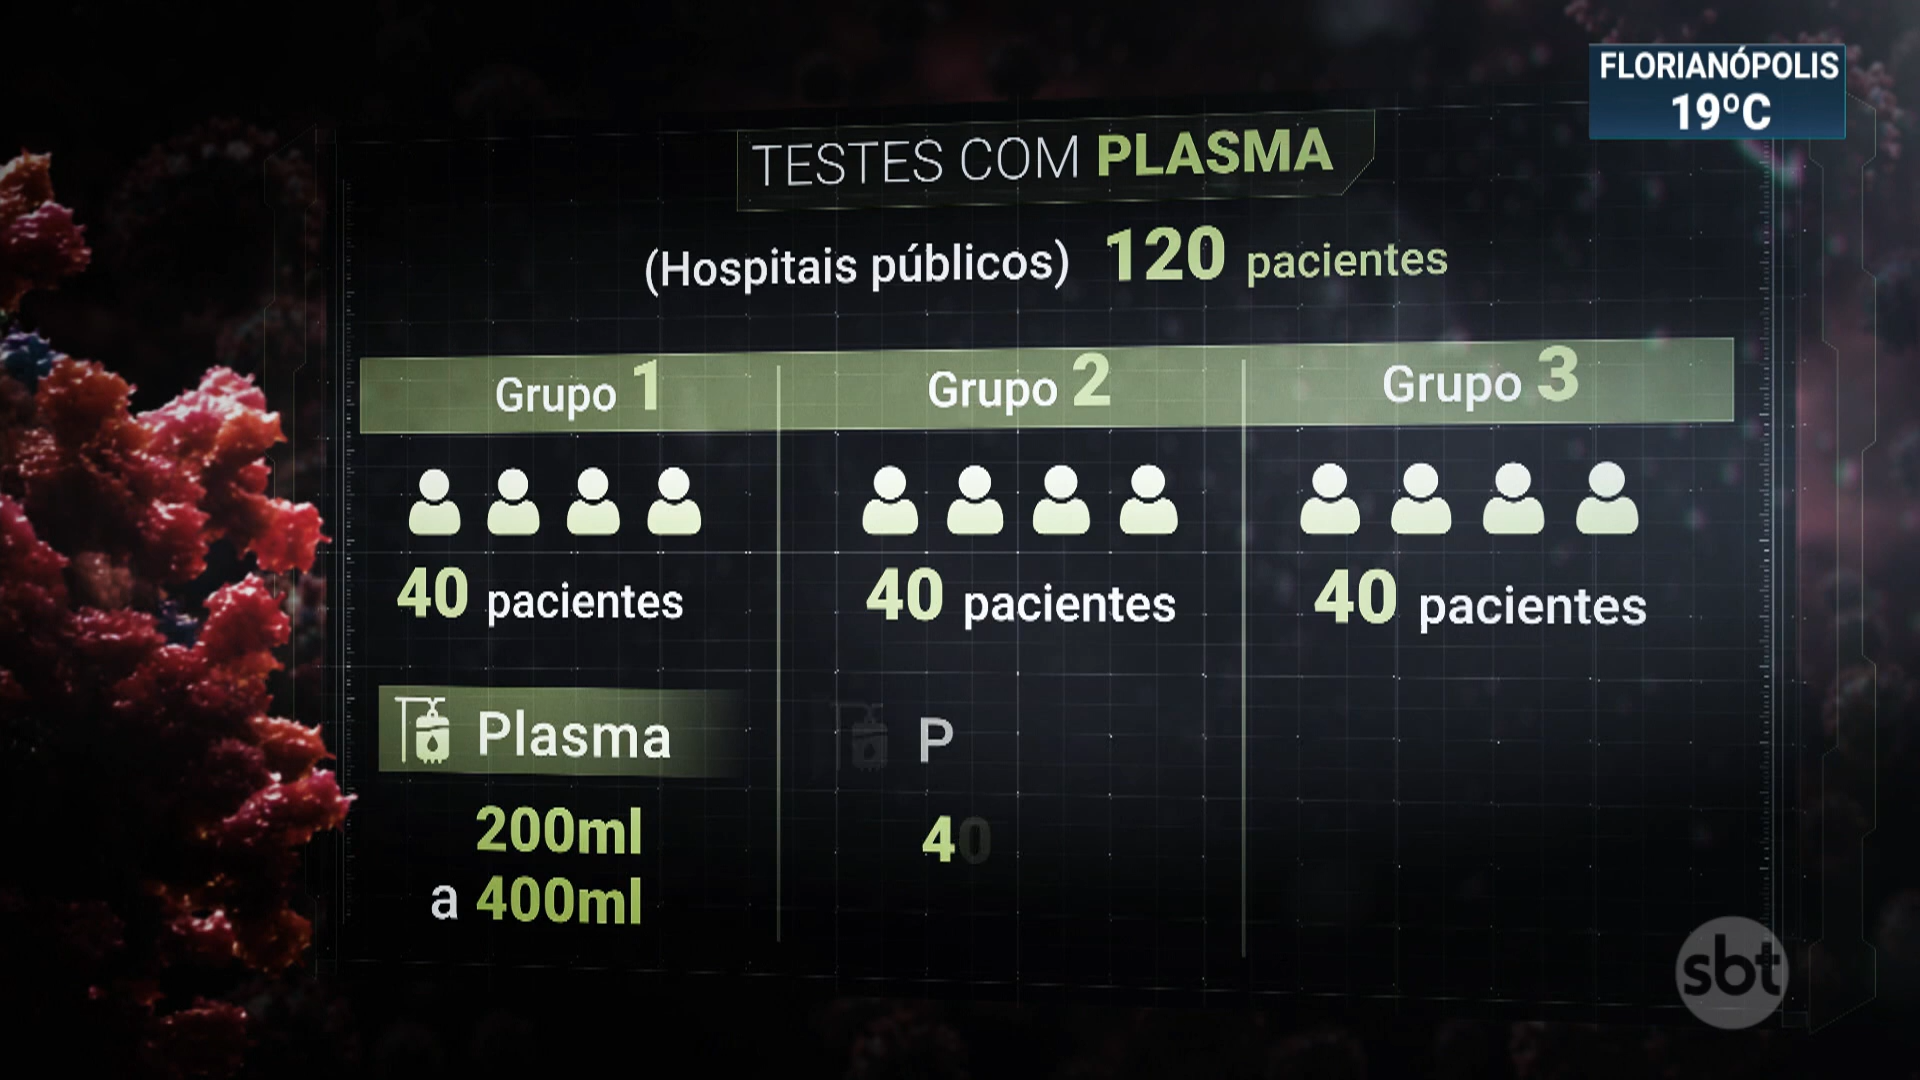 FLORIANÓPOLIS
19ºC
TESTES COM PLASMA
(Hospitais públicos) 120 pacientes
Grupo 1
Grupo 2
Grupo 3
40 pacientes
40 pacientes
40 pacientes
Plasma
P
200ml
a 400ml
40
sbt